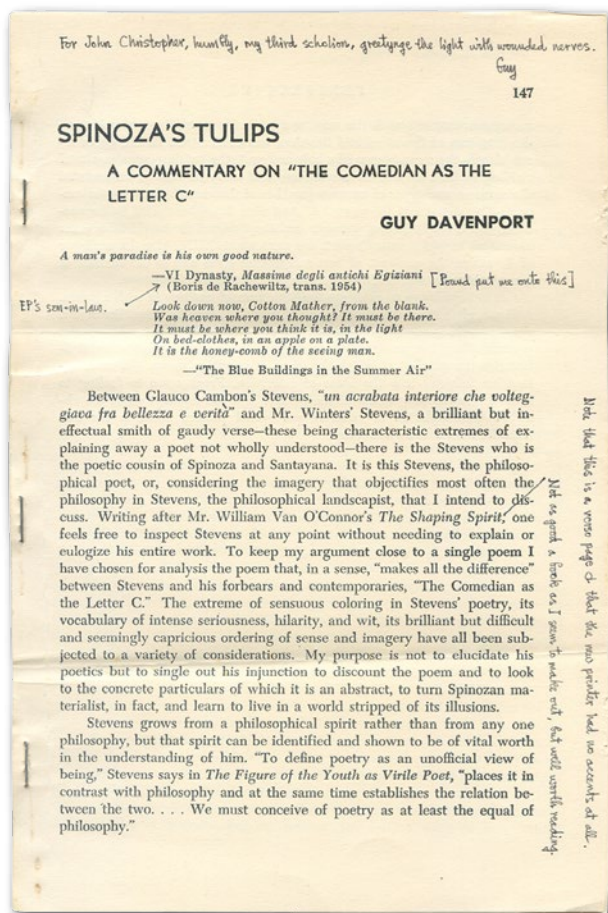 For John Christopher, humbly, my third scholion, greetynge the light with wounded nerves.
Guy
147
SPINOZA'S TULIPS
A COMMENTARY ON "THE COMEDIAN AS THE
LETTER C"
GUY DAVENPORT
A man's paradise is his own good nature.
—VI Dynasty, Massime degli antichi Egiziani
(Boris de Rachewiltz, trans. 1954)
[Pound put me onto this]
EP's son-in-law.
Look down now, Cotton Mather, from the blank.
Was heaven where you thought? It must be there.
It must be where you think it is, in the light
On bed-clothes, in an apple on a plate.
It is the honey-comb of the seeing man.
—"The Blue Buildings in the Summer Air"
Between Glauco Cambon's Stevens, "un acrabata interiore che volteg-
giava fra bellezza e verità" and Mr. Winters' Stevens, a brilliant but in-
effectual smith of gaudy verse—these being characteristic extremes of ex-
plaining away a poet not wholly understood—there is the Stevens who is
the poetic cousin of Spinoza and Santayana. It is this Stevens, the philoso-
phical poet, or, considering the imagery that objectifies most often the
philosophy in Stevens, the philosophical landscapist, that I intend to dis-
cuss. Writing after Mr. William Van O'Connor's The Shaping Spirit, one
feels free to inspect Stevens at any point without needing to explain or
eulogize his entire work. To keep my argument close to a single poem I
have chosen for analysis the poem that, in a sense, "makes all the difference"
between Stevens and his forbears and contemporaries, "The Comedian as
the Letter C." The extreme of sensuous coloring in Stevens' poetry, its
vocabulary of intense seriousness, hilarity, and wit, its brilliant but difficult
and seemingly capricious ordering of sense and imagery have all been sub-
jected to a variety of considerations. My purpose is not to elucidate his
poetics but to single out his injunction to discount the poem and to look
to the concrete particulars of which it is an abstract, to turn Spinozan ma-
terialist, in fact, and learn to live in a world stripped of its illusions.
Stevens grows from a philosophical spirit rather than from any one
philosophy, but that spirit can be identified and shown to be of vital worth
in the understanding of him. "To define poetry as an unofficial view of
being," Stevens says in The Figure of the Youth as Virile Poet, "places it in
contrast with philosophy and at the same time establishes the relation be-
tween the two. . . . We must conceive of poetry as at least the equal of
philosophy."
Not as good a book as I seem to make out, but well worth reading.
Note that this is a verso page & that the new printer had no accents at all.